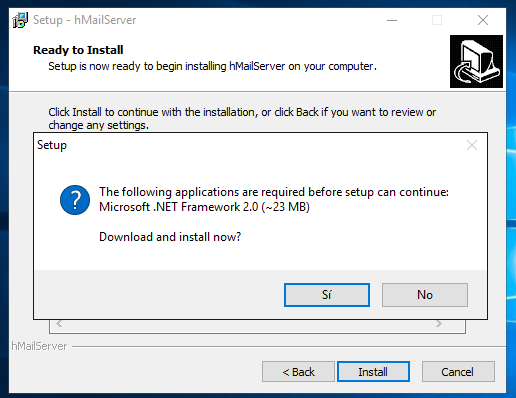 Setup - hMailServer
Ready to Install
Setup is now ready to begin installing hMailServer on your computer.
Click Install to continue with the installation, or click Back if you want to review or
change any settings.
Setup
The following applications are required before setup can continue:
Microsoft .NET Framework 2.0 (~23 MB)
Download and install now?
Sí
No
hMailServer
< Back
Install
Cancel